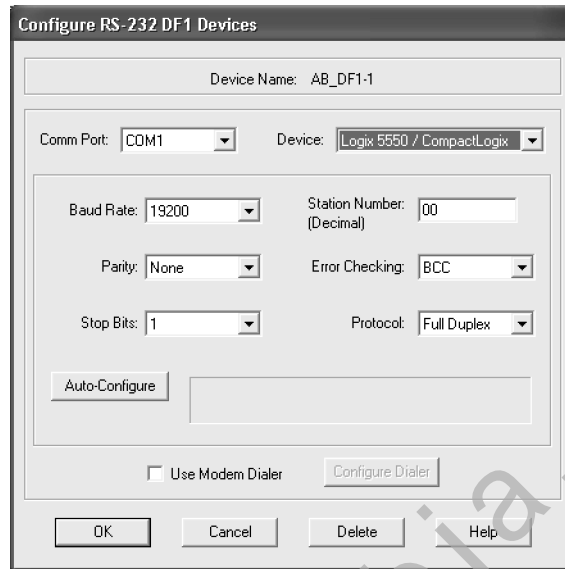 Configure RS-232 DF1 Devices
Device Name: AB_DF1-1
Comm Port: COM1 Device: Logix 5550 / CompactLogix
Baud Rate: 19200 Station Number: 00
(Decimal)
Parity: None Error Checking: BCC
Stop Bits: 1 Protocol: Full Duplex
Auto-Configure
Use Modem Dialer Configure Dialer
OK Cancel Delete Help